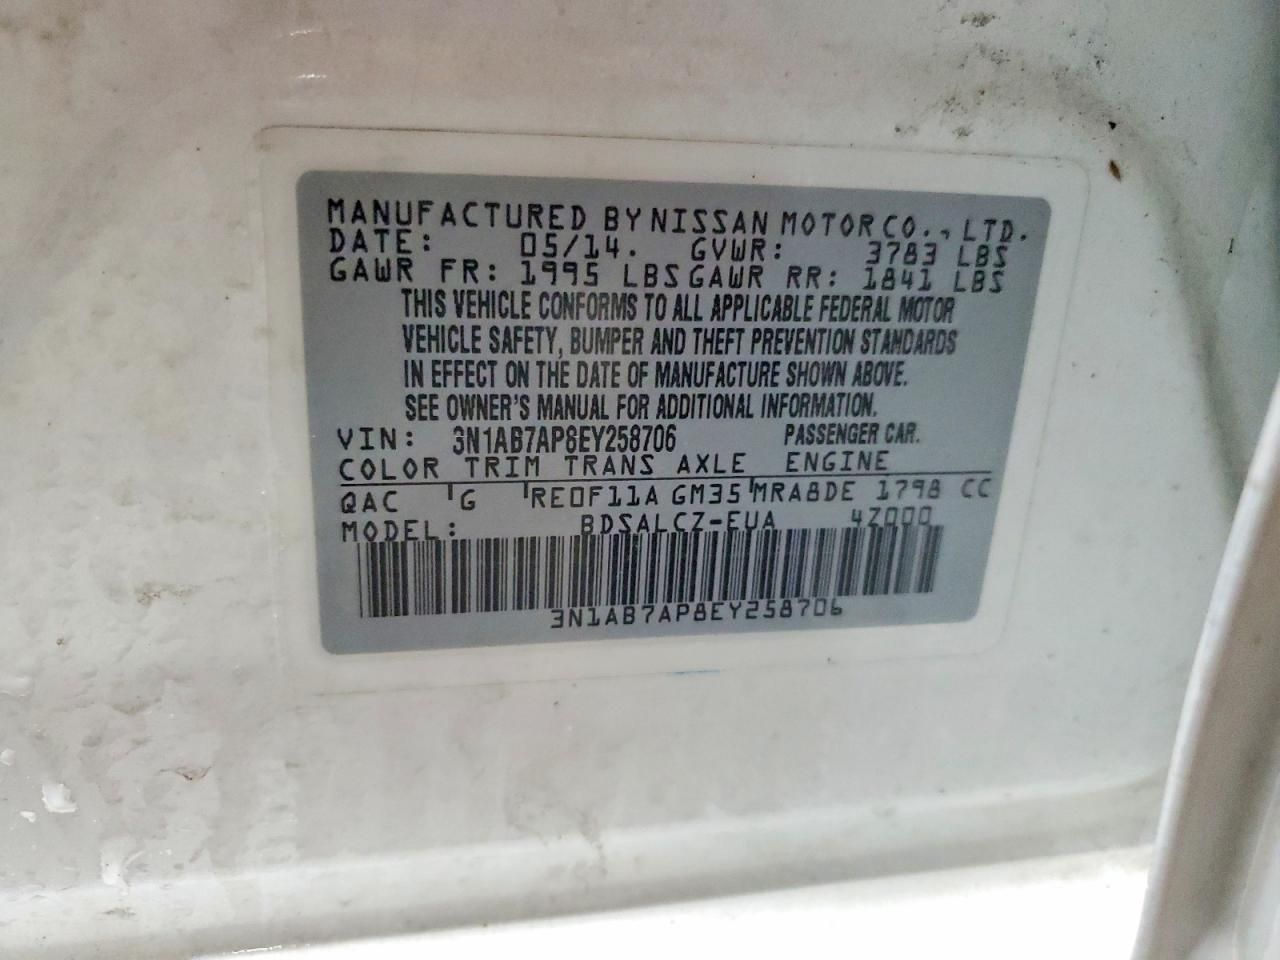 MANUFACTURED BY NISSAN MOTOR CO., LTD.
DATE: 05/14. GVWR: 3783 LBS
GAWR FR: 1995 LBS GAWR RR: 1841 LBS
THIS VEHICLE CONFORMS TO ALL APPLICABLE FEDERAL MOTOR
VEHICLE SAFETY, BUMPER AND THEFT PREVENTION STANDARDS
IN EFFECT ON THE DATE OF MANUFACTURE SHOWN ABOVE.
SEE OWNER'S MANUAL FOR ADDITIONAL INFORMATION.
VIN: 3N1AB7AP8EY258706 PASSENGER CAR.
COLOR TRIM TRANS AXLE ENGINE
QAC G RE0F11A GM35 MRA8DE 1798 CC
MODEL: BDSALCZ-EUA 4Z000
3N1AB7AP8EY258706